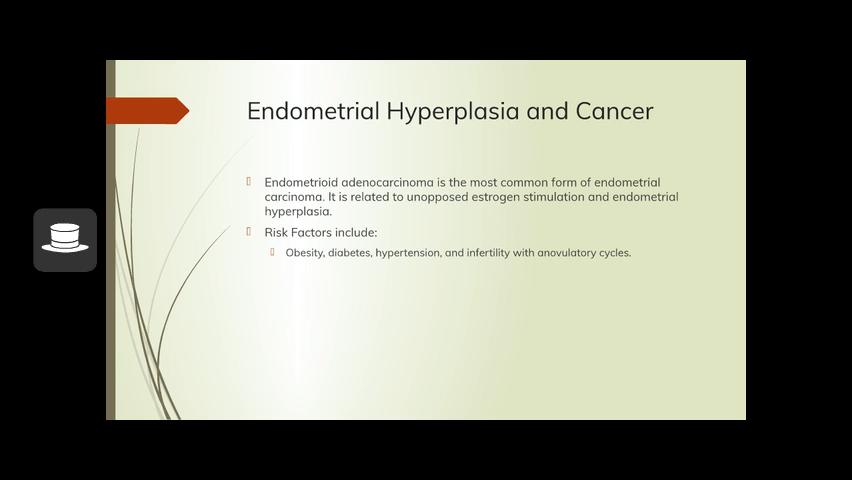 Endometrial Hyperplasia and Cancer
Endometrioid adenocarcinoma is the most common form of endometrial
carcinoma. It is related to unopposed estrogen stimulation and endometrial
hyperplasia.
Risk Factors include:
Obesity, diabetes, hypertension, and infertility with anovulatory cycles.